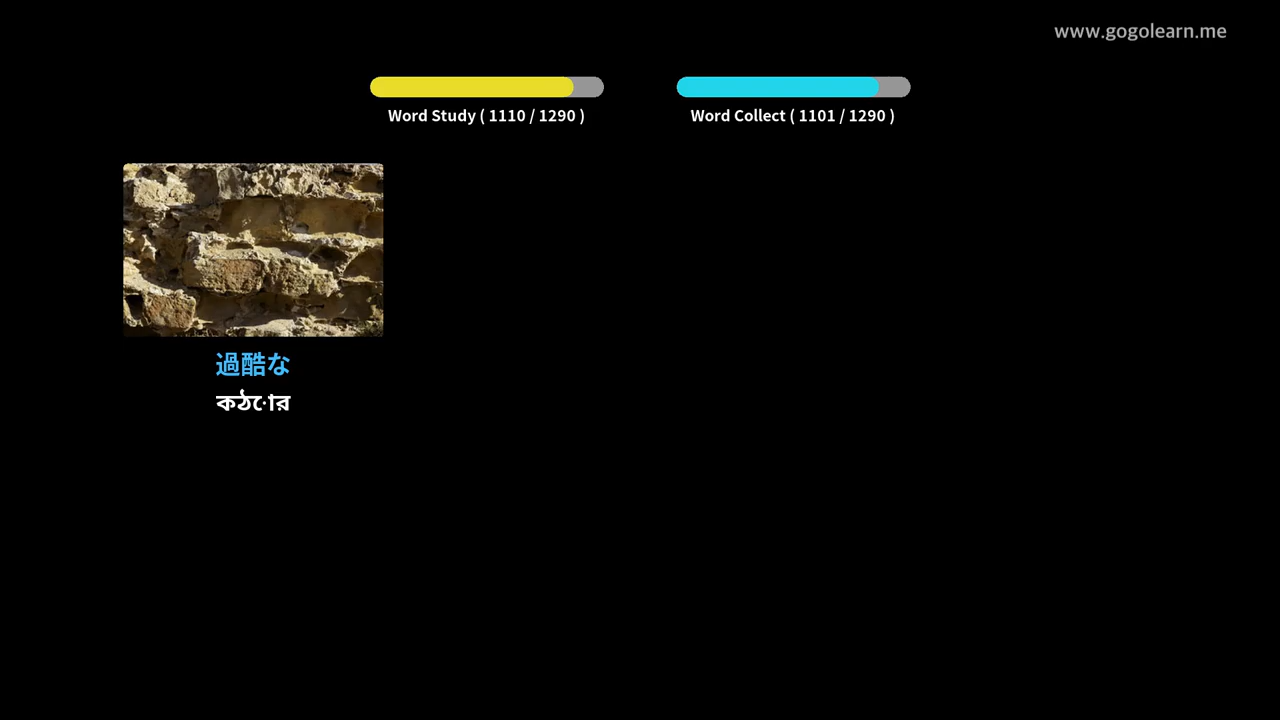 www.gogolearn.me
Word Study ( 1110 / 1290 )
Word Collect ( 1101 / 1290 )
過酷な
কঠোর